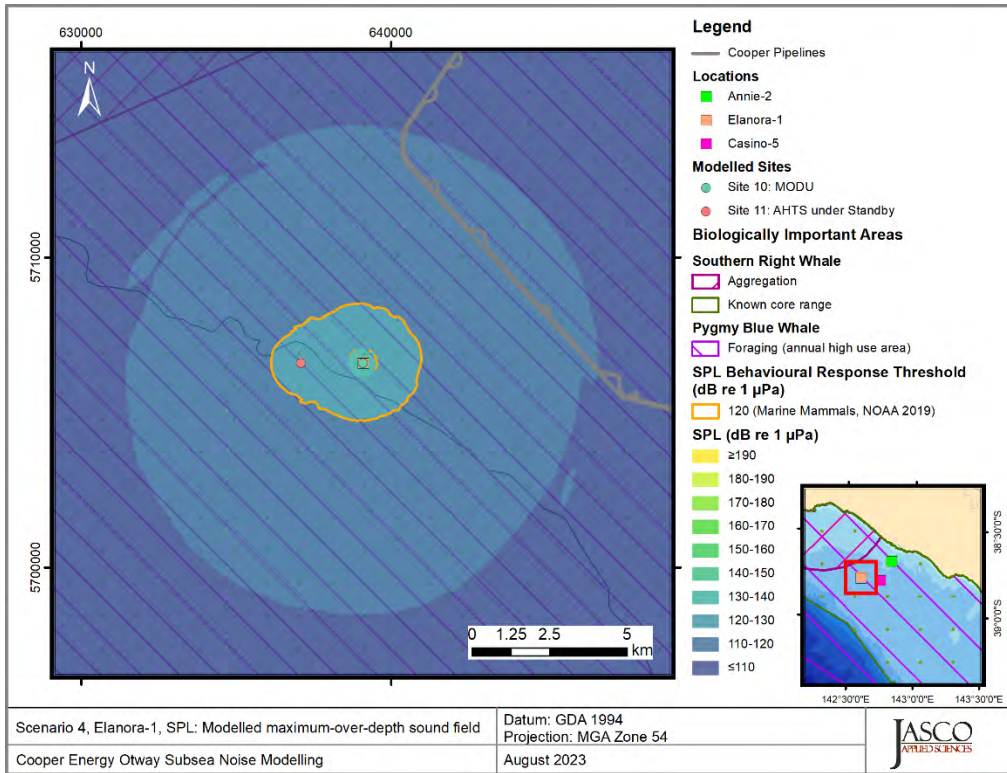 630000
640000
N
5710000
5700000
0 1.25 2.5 5
km
Legend
Cooper Pipelines
Locations
Annie-2
Elanora-1
Casino-5
Modelled Sites
Site 10: MODU
Site 11: AHTS under Standby
Biologically Important Areas
Southern Right Whale
Aggregation
Known core range
Pygmy Blue Whale
Foraging (annual high use area)
SPL Behavioural Response Threshold
(dB re 1 µPa)
120 (Marine Mammals, NOAA 2019)
SPL (dB re 1 µPa)
≥190
180-190
170-180
160-170
150-160
140-150
130-140
120-130
110-120
≤110
38°30'0"S
39°0'0"S
142°30'0"E 143°0'0"E 143°30'0"E
Scenario 4, Elanora-1, SPL: Modelled maximum-over-depth sound field
Datum: GDA 1994
Projection: MGA Zone 54
Cooper Energy Otway Subsea Noise Modelling
August 2023
JASCO
APPLIED SCIENCES